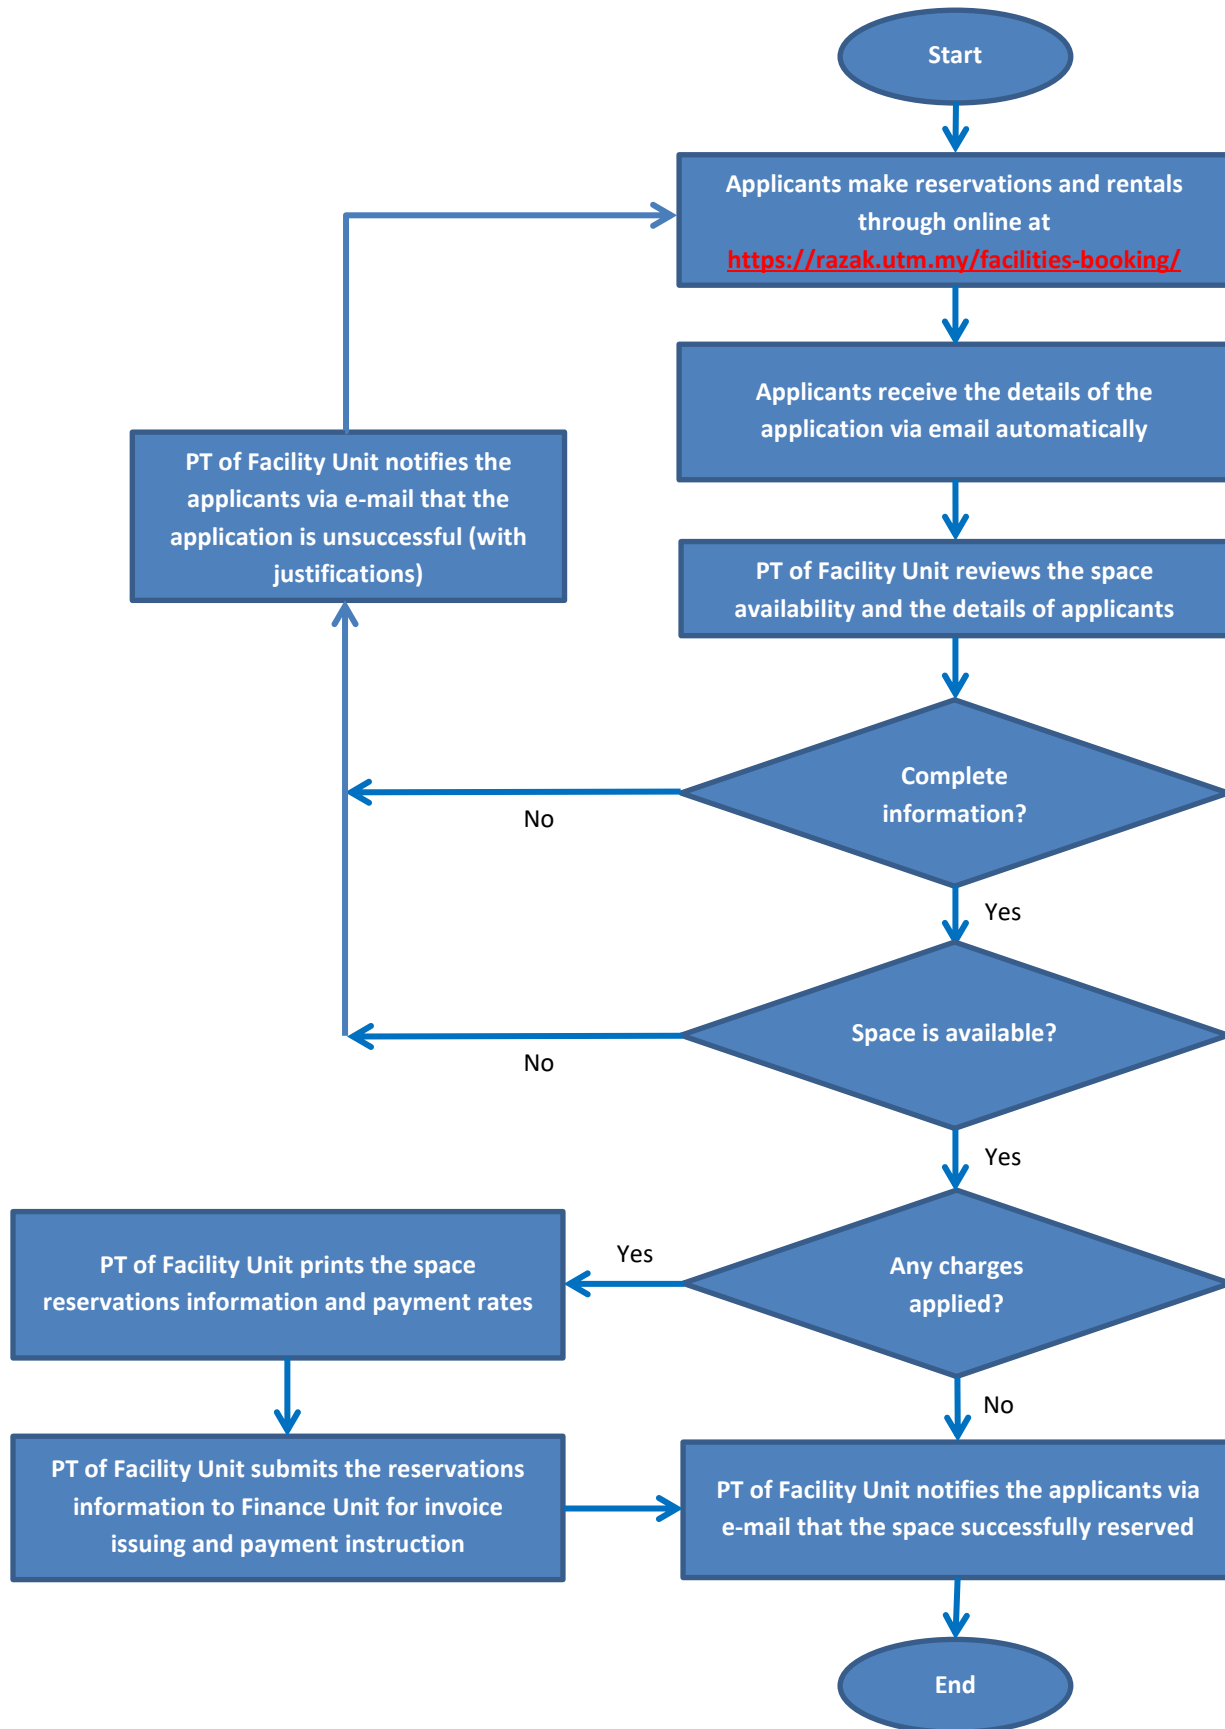 Start
Applicants make reservations and rentals
through online at
https://razak.utm.my/facilities-booking/
Applicants receive the details of the
application via email automatically
PT of Facility Unit notifies the
applicants via e-mail that the
application is unsuccessful (with
justifications)
PT of Facility Unit reviews the space
availability and the details of applicants
Complete
information?
No
Yes
Space is available?
No
Yes
Any charges
applied?
Yes
PT of Facility Unit prints the space
reservations information and payment rates
No
PT of Facility Unit submits the reservations
information to Finance Unit for invoice
issuing and payment instruction
PT of Facility Unit notifies the applicants via
e-mail that the space successfully reserved
End